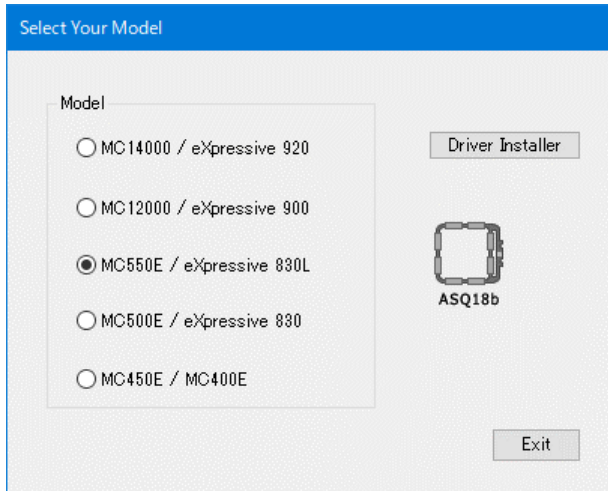 Select Your Model
Model
MC14000 / eXpressive 920
MC12000 / eXpressive 900
MC550E / eXpressive 830L
MC500E / eXpressive 830
MC450E / MC400E
Driver Installer
ASQ18b
Exit